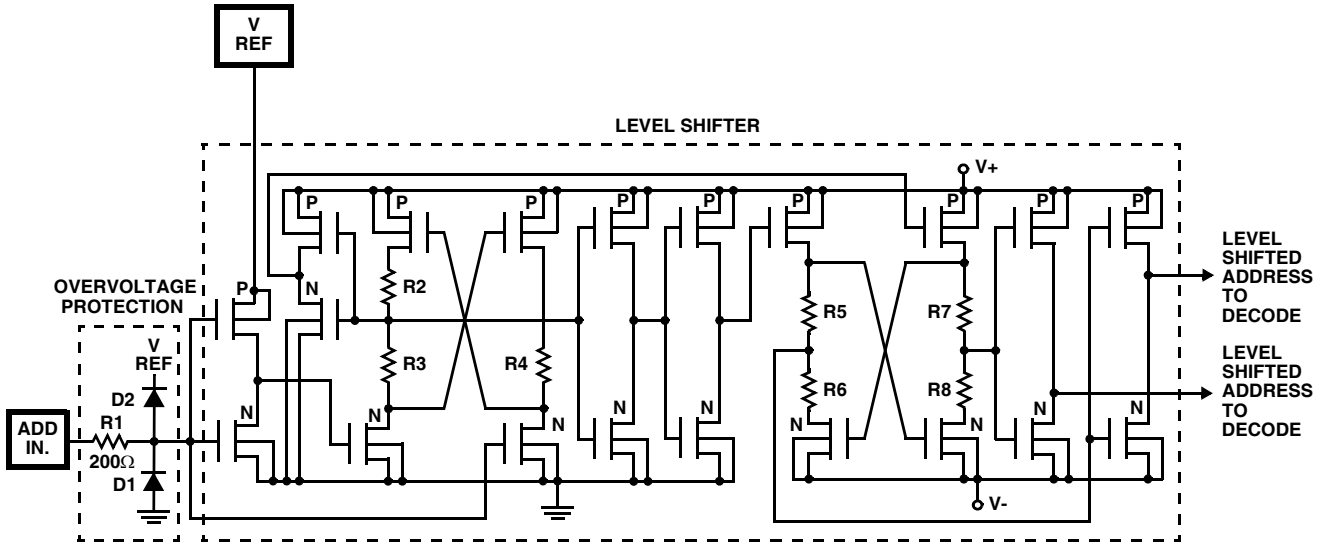 V
REF
LEVEL SHIFTER
V+
P
P
P
P
P
P
P
P
P
OVERVOLTAGE
PROTECTION
P
N
R2
R5
R7
LEVEL
SHIFTED
ADDRESS
TO
DECODE
V
REF
R3
R4
R6
R8
LEVEL
SHIFTED
ADDRESS
TO
DECODE
D2
N
N
N
N
N
N
N
N
N
ADD
IN.
R1
200Ω
D1
V-